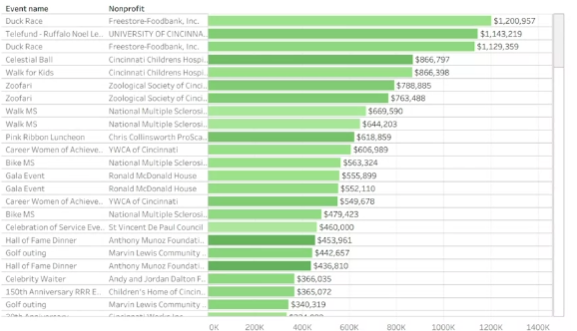 Event name Nonprofit
Duck Race Freestore-Foodbank, Inc. $1,200,957
Telefund - Ruffalo Noel Le.. UNIVERSITY OF CINCINNA.. $1,143,219
Duck Race Freestore-Foodbank, Inc. $1,129,359
Celestial Ball Cincinnati Childrens Hospi.. $866,797
Walk for Kids Cincinnati Childrens Hospi.. $866,398
Zoofari Zoological Society of Cinci.. $788,885
Zoofari Zoological Society of Cinci.. $763,488
Walk MS National Multiple Sclerosi.. $669,590
Walk MS National Multiple Sclerosi.. $644,203
Pink Ribbon Luncheon Chris Collinsworth ProSca.. $618,859
Career Women of Achieve.. YWCA of Cincinnati $606,989
Bike MS National Multiple Sclerosi.. $563,324
Gala Event Ronald McDonald House $555,899
Gala Event Ronald McDonald House $552,110
Career Women of Achieve.. YWCA of Cincinnati $549,678
Bike MS National Multiple Sclerosi.. $479,423
Celebration of Service Eve.. St Vincent De Paul Council $460,000
Hall of Fame Dinner Anthony Munoz Foundati.. $453,961
Golf outing Marvin Lewis Community .. $442,657
Hall of Fame Dinner Anthony Munoz Foundati.. $436,810
Celebrity Waiter Andy and Jordan Dalton F.. $366,035
150th Anniversary RRR E.. Children's Home of Cincin.. $365,072
Golf outing Marvin Lewis Community .. $340,319
0K 200K 400K 600K 800K 1000K 1200K 1400K